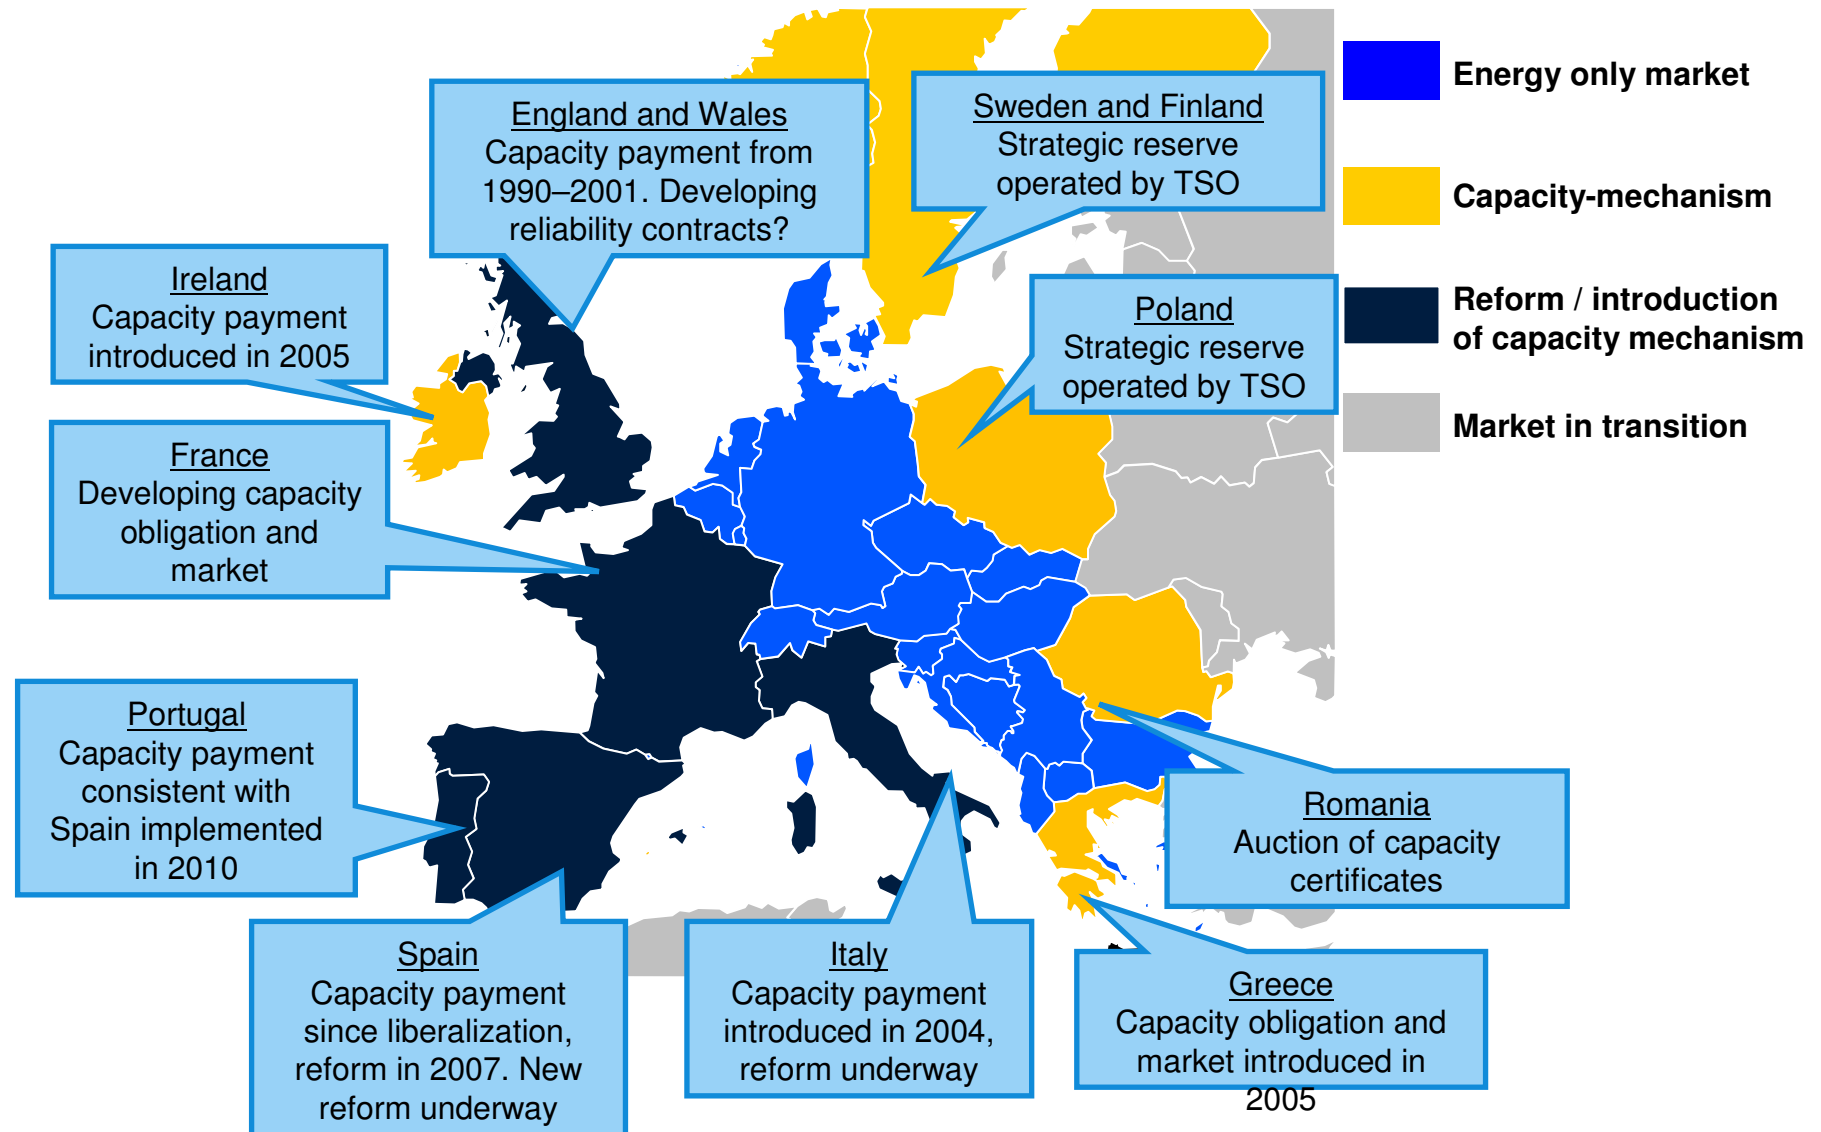 England and Wales
Capacity payment from
1990–2001. Developing
reliability contracts?
Sweden and Finland
Strategic reserve
operated by TSO
Energy only market
Capacity-mechanism
Reform / introduction
of capacity mechanism
Market in transition
Ireland
Capacity payment
introduced in 2005
Poland
Strategic reserve
operated by TSO
France
Developing capacity
obligation and
market
Portugal
Capacity payment
consistent with
Spain implemented
in 2010
Romania
Auction of capacity
certificates
Spain
Capacity payment
since liberalization,
reform in 2007. New
reform underway
Italy
Capacity payment
introduced in 2004,
reform underway
Greece
Capacity obligation and
market introduced in
2005